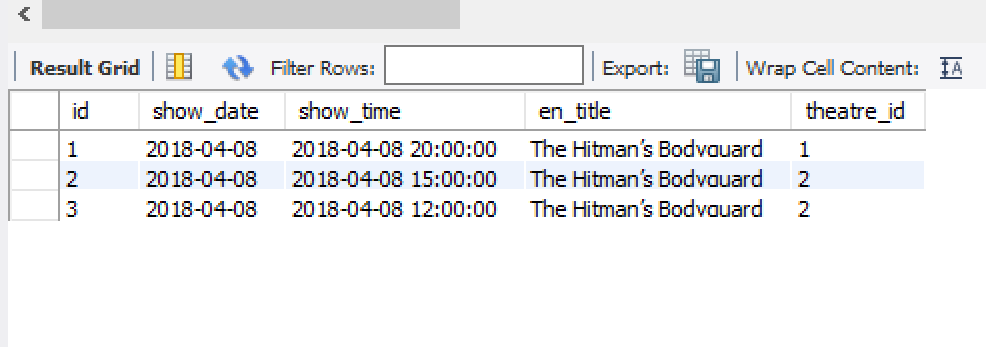 Result Grid Filter Rows: Export: Wrap Cell Content: IA
id show_date show_time en_title theatre_id
1 2018-04-08 2018-04-08 20:00:00 The Hitman’s Bodyguard 1
2 2018-04-08 2018-04-08 15:00:00 The Hitman’s Bodyguard 2
3 2018-04-08 2018-04-08 12:00:00 The Hitman’s Bodyguard 2